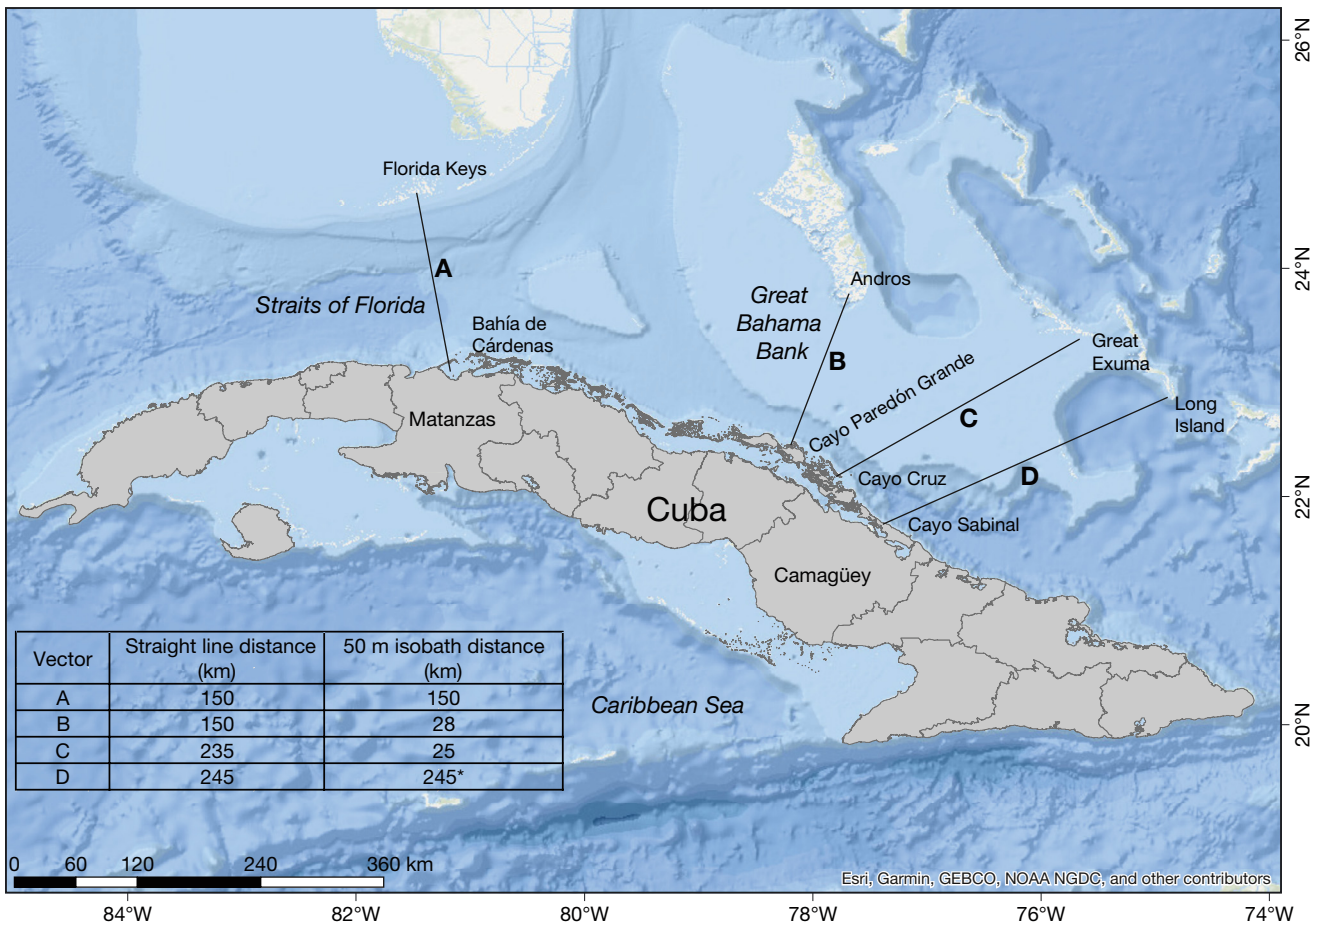 26°N
Florida Keys
A
24°N
Andros
Straits of Florida
Great
Bahama
Bank
Bahía de
Cárdenas
B
Great
Exuma
Cayo Paredón Grande
C
Long
Island
Matanzas
Cayo Cruz
D
22°N
Cuba
Cayo Sabinal
Camagüey
Vector Straight line distance (km) 50 m isobath distance (km)
A 150 150
B 150 28
C 235 25
D 245 245*
Caribbean Sea
20°N
0 60 120 240 360 km
Esri, Garmin, GEBCO, NOAA NGDC, and other contributors
84°W 82°W 80°W 78°W 76°W 74°W